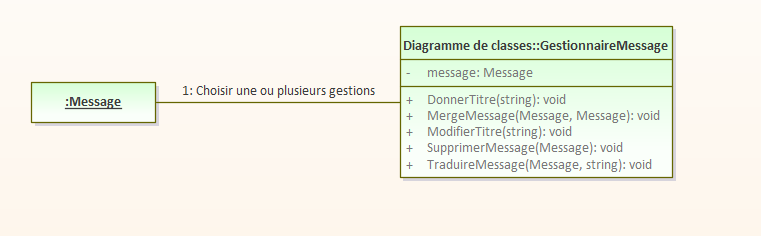 :Message
1: Choisir une ou plusieurs gestions
Diagramme de classes::GestionnaireMessage
- message: Message
+ DonnerTitre(string): void
+ MergeMessage(Message, Message): void
+ ModifierTitre(string): void
+ SupprimerMessage(Message): void
+ TraduireMessage(Message, string): void